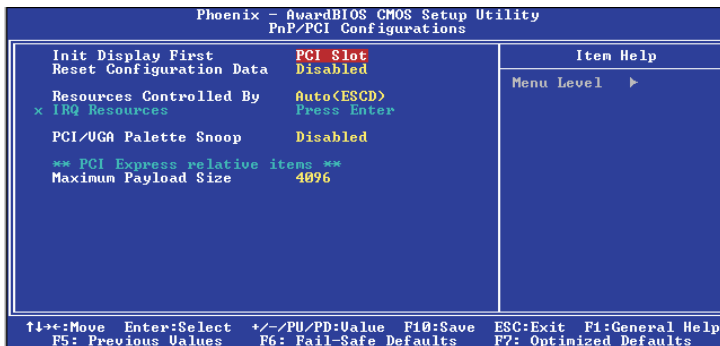 Phoenix - AwardBIOS CMOS Setup Utility
PnP/PCI Configurations
Init Display First PCI Slot
Reset Configuration Data Disabled
Resources Controlled By Auto(ESCD)
x IRQ Resources Press Enter
PCI/VGA Palette Snoop Disabled
** PCI Express relative items **
Maximum Payload Size 4096
Item Help
Menu Level ►
↑↓→←:Move Enter:Select +/-/PU/PD:Value F10:Save ESC:Exit F1:General Help
F5: Previous Values F6: Fail-Safe Defaults F7: Optimized Defaults